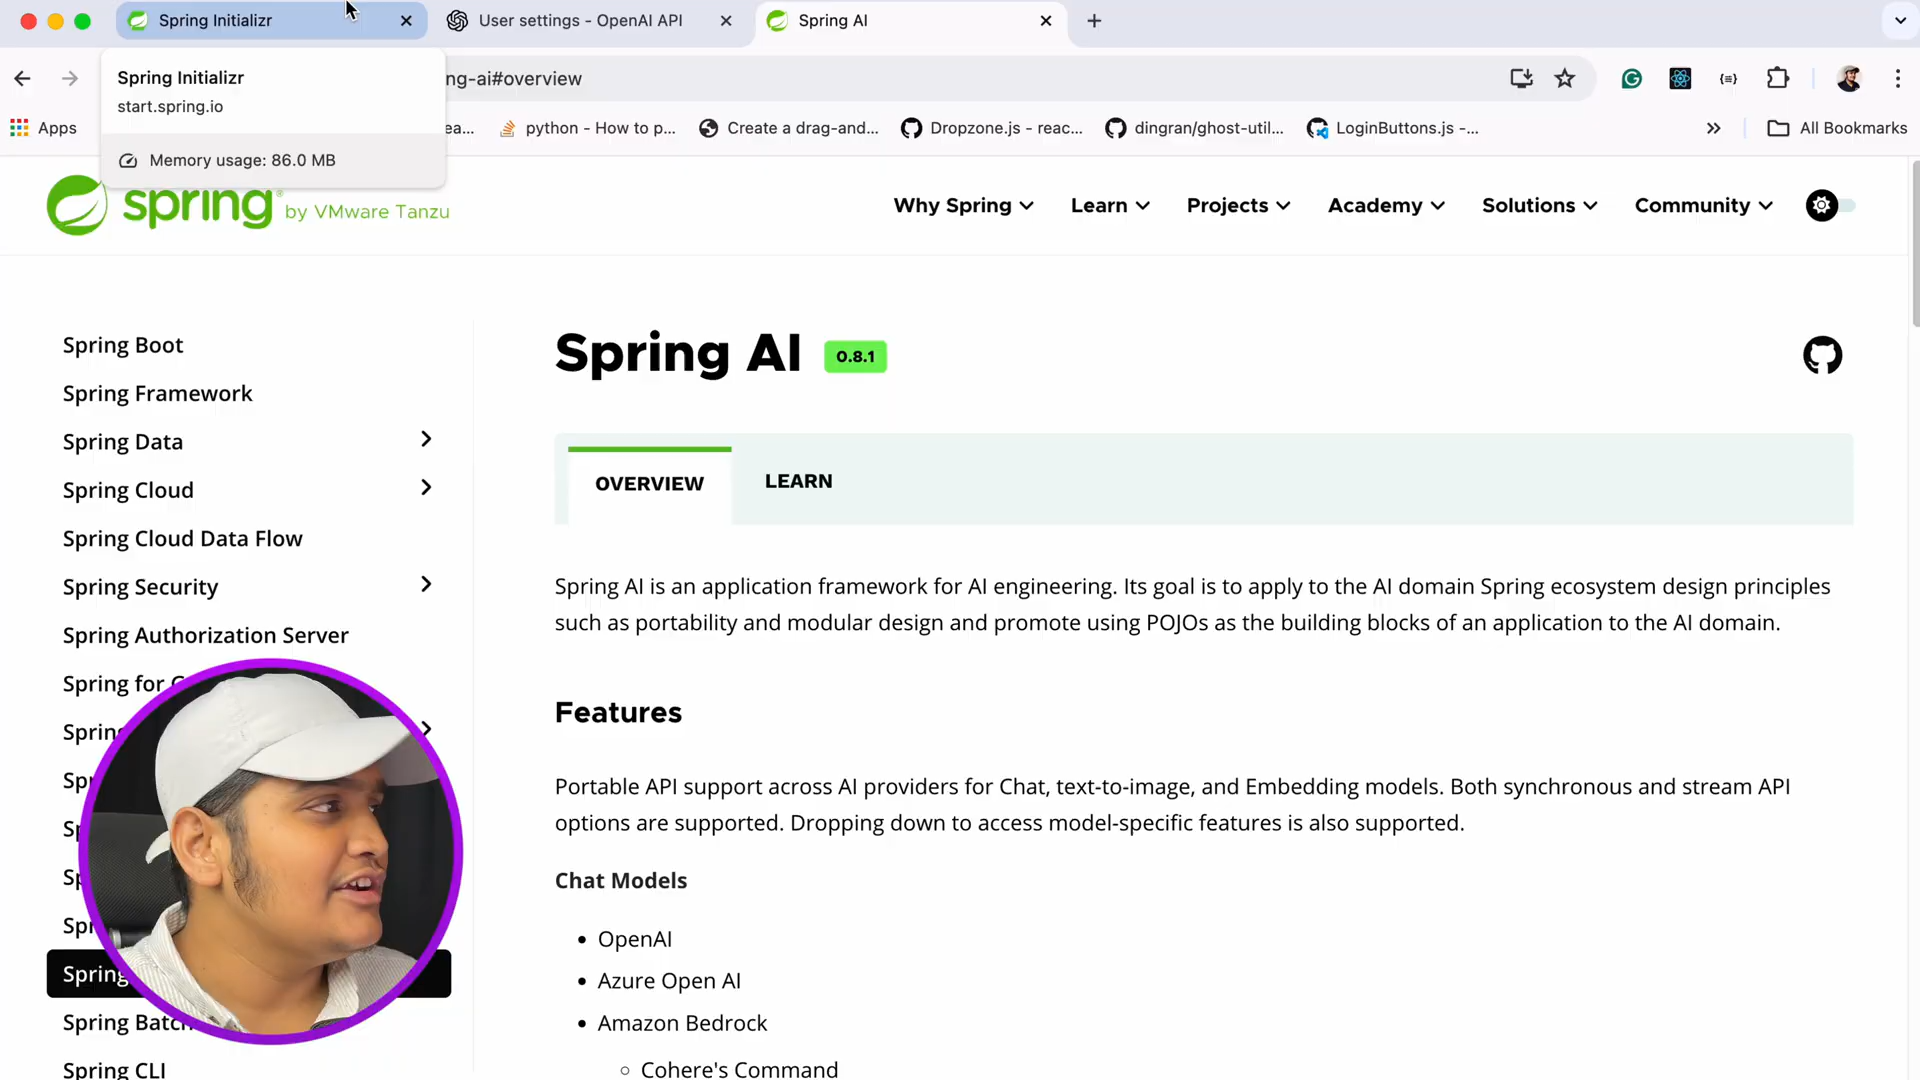 Spring Initializr
User settings - OpenAI API
Spring AI
Spring Initializr
start.spring.io
Memory usage: 86.0 MB
ng-ai#overview
Apps
ea...
python - How to p...
Create a drag-and...
Dropzone.js - reac...
dingran/ghost-util...
LoginButtons.js -...
All Bookmarks
spring by VMware Tanzu
Why Spring
Learn
Projects
Academy
Solutions
Community
Spring Boot
Spring Framework
Spring Data
Spring Cloud
Spring Cloud Data Flow
Spring Security
Spring Authorization Server
Spring for
Spring
Spring
Spring CLI
Spring AI 0.8.1
OVERVIEW
LEARN
Spring AI is an application framework for AI engineering. Its goal is to apply to the AI domain Spring ecosystem design principles
such as portability and modular design and promote using POJOs as the building blocks of an application to the AI domain.
Features
Portable API support across AI providers for Chat, text-to-image, and Embedding models. Both synchronous and stream API
options are supported. Dropping down to access model-specific features is also supported.
Chat Models
• OpenAI
• Azure Open AI
• Amazon Bedrock
◦ Cohere's Command